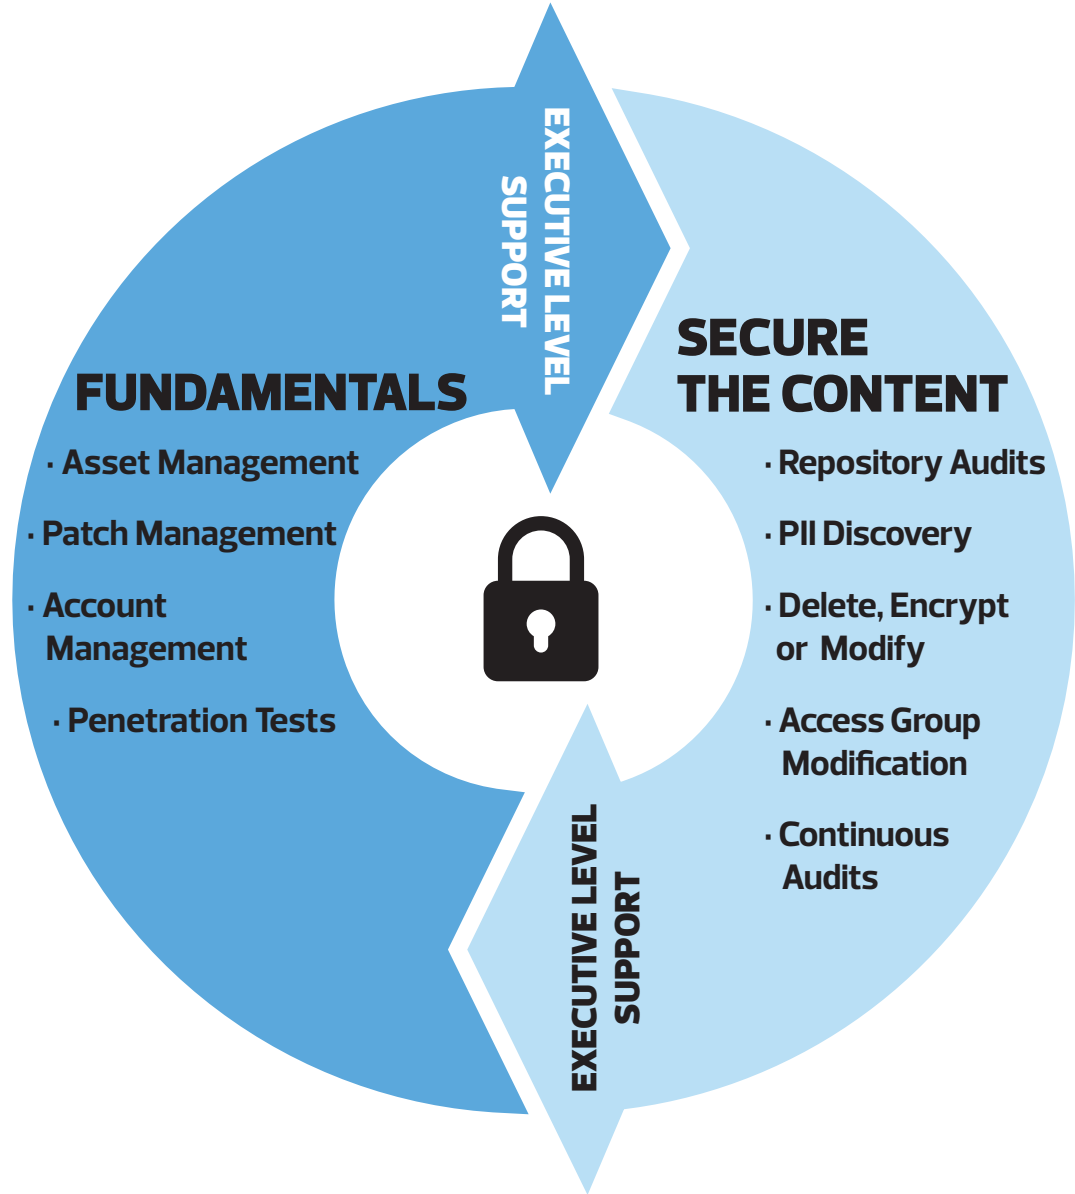 EXECUTIVE LEVEL
SUPPORT
FUNDAMENTALS
· Asset Management
· Patch Management
· Account
Management
· Penetration Tests
SECURE
THE CONTENT
· Repository Audits
· PII Discovery
· Delete, Encrypt
or Modify
· Access Group
Modification
· Continuous
Audits
EXECUTIVE LEVEL
SUPPORT